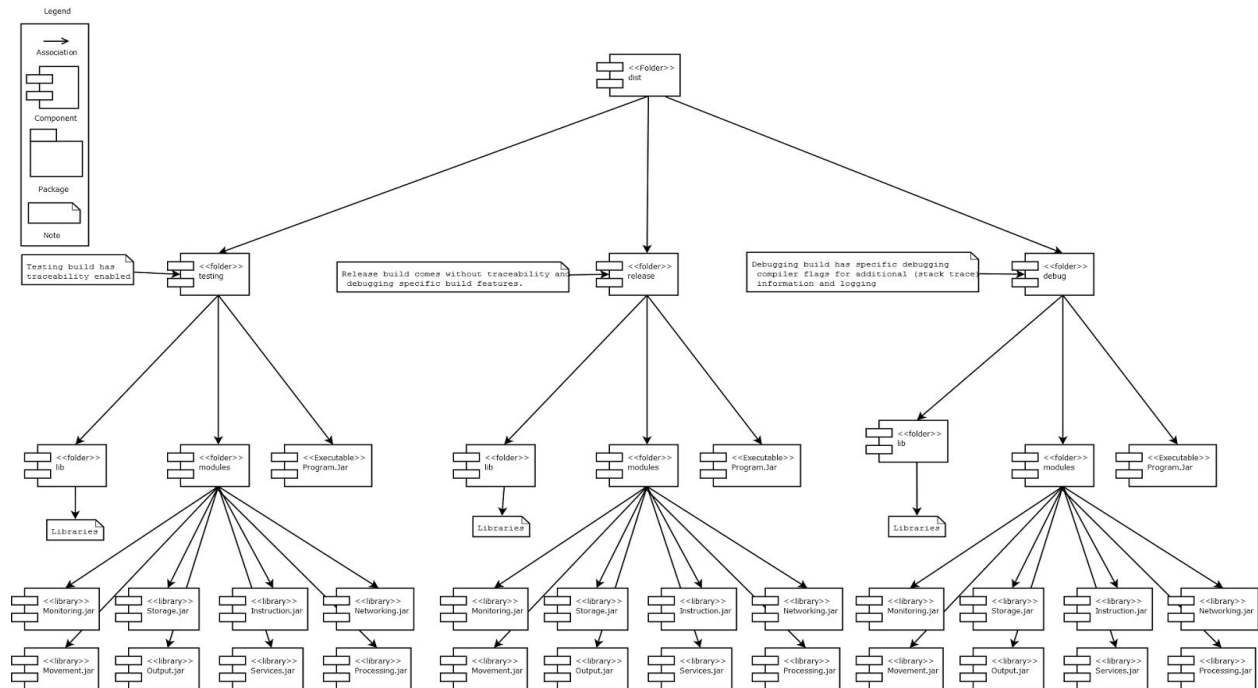 Legend
Association
Component
Package
Note
<<Folder>>
dist
Testing build has
traceability enabled
<<folder>>
testing
Release build comes without traceability and
debugging specific build features.
<<folder>>
release
Debugging build has specific debugging
compiler flags for additional (stack trace)
information and logging
<<folder>>
debug
<<folder>>
lib
<<folder>>
modules
<<Executable>>
Program.Jar
<<folder>>
lib
<<folder>>
modules
<<Executable>>
Program.Jar
<<folder>>
lib
<<folder>>
modules
<<Executable>>
Program.Jar
Libraries
Libraries
Libraries
<<library>>
Monitoring.jar
<<library>>
Storage.jar
<<library>>
Instruction.jar
<<library>>
Networking.jar
<<library>>
Monitoring.jar
<<library>>
Storage.jar
<<library>>
Instruction.jar
<<library>>
Networking.jar
<<library>>
Monitoring.jar
<<library>>
Storage.jar
<<library>>
Instruction.jar
<<library>>
Networking.jar
<<library>>
Movement.jar
<<library>>
Output.jar
<<library>>
Services.jar
<<library>>
Processing.jar
<<library>>
Movement.jar
<<library>>
Output.jar
<<library>>
Services.jar
<<library>>
Processing.jar
<<library>>
Movement.jar
<<library>>
Output.jar
<<library>>
Services.jar
<<library>>
Processing.jar